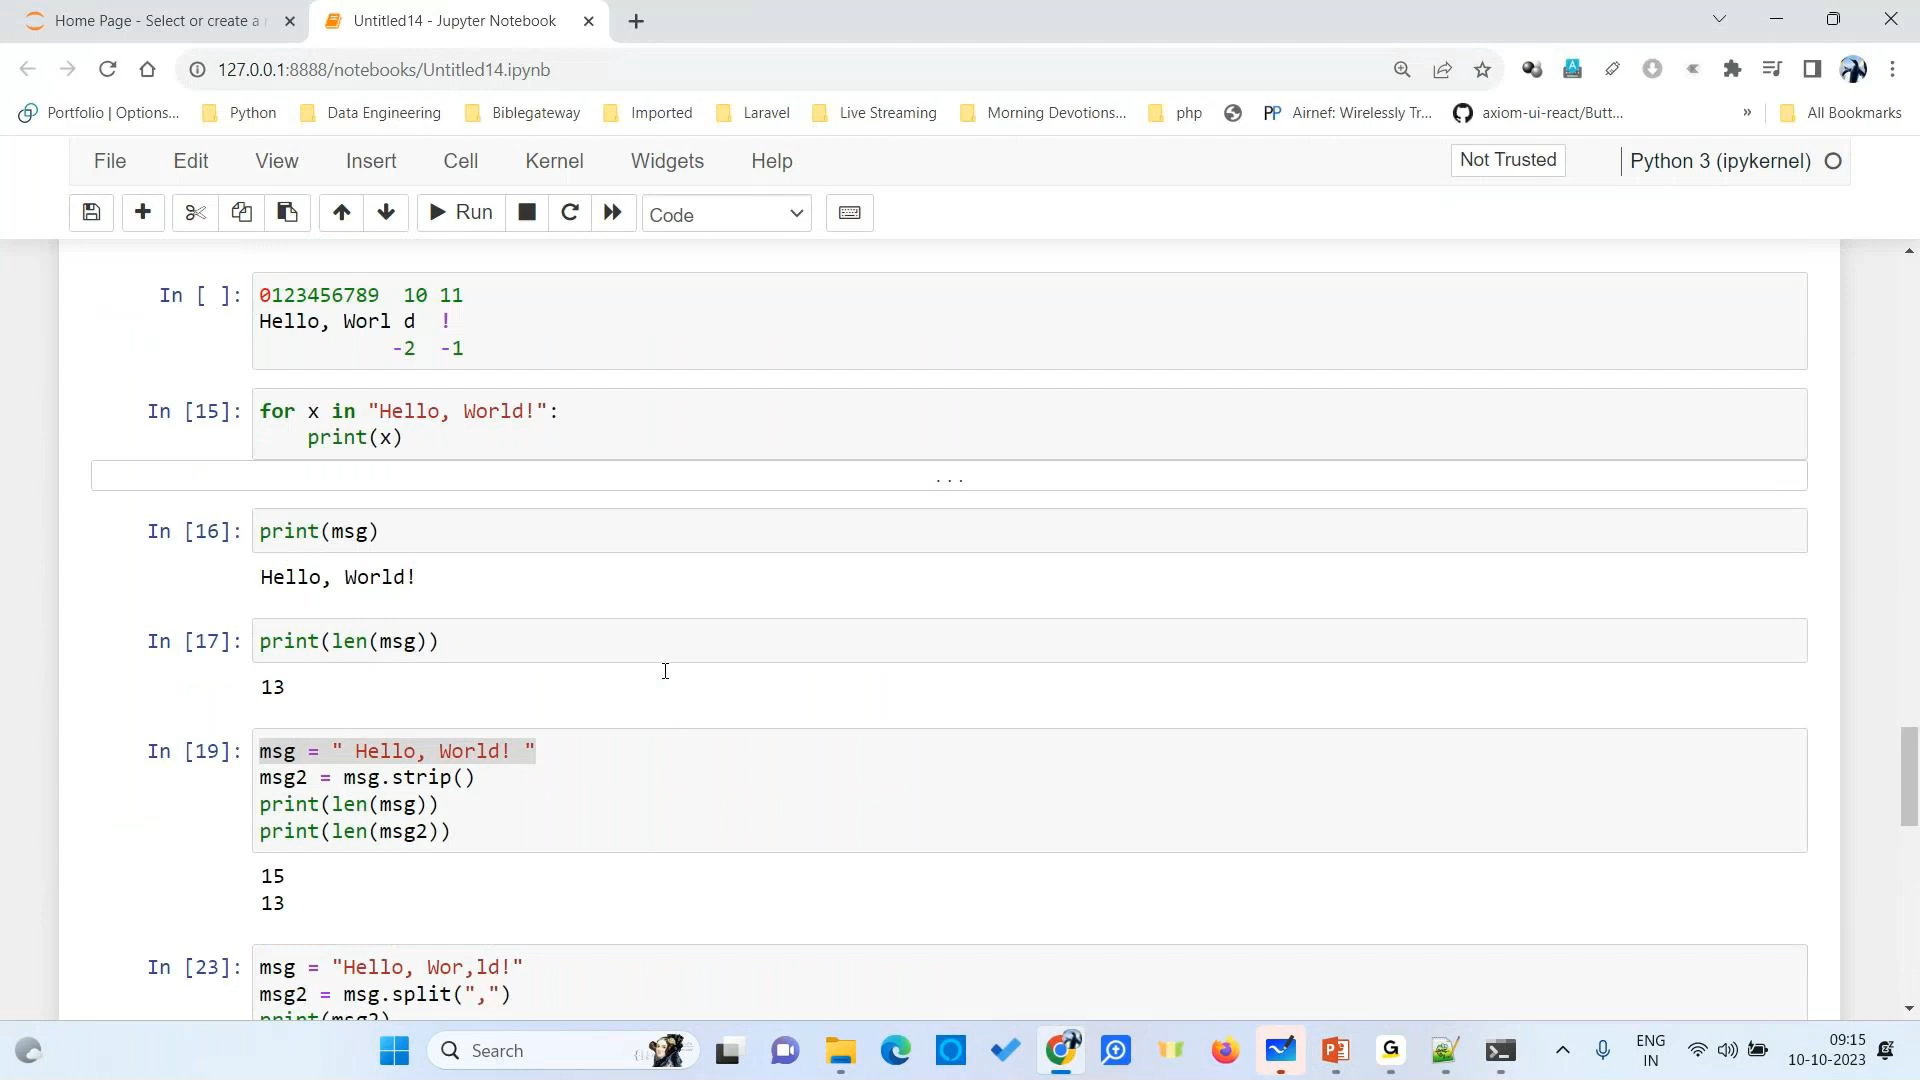 Home Page - Select or create a
Untitled14 - Jupyter Notebook
127.0.0.1:8888/notebooks/Untitled14.ipynb
Portfolio | Options...
Python
Data Engineering
Biblegateway
Imported
Laravel
Live Streaming
Morning Devotions...
php
PP Airnef: Wirelessly Tr...
axiom-ui-react/Butt...
»
All Bookmarks
File Edit View Insert Cell Kernel Widgets Help
Not Trusted
Python 3 (ipykernel)
Run
Code
In [ ]: 0123456789  10 11
Hello, Worl d  !
-2  -1
In [15]: for x in "Hello, World!":
print(x)
...
In [16]: print(msg)
Hello, World!
In [17]: print(len(msg))
13
In [19]: msg = " Hello, World! "
msg2 = msg.strip()
print(len(msg))
print(len(msg2))
15
13
In [23]: msg = "Hello, Wor,ld!"
msg2 = msg.split(",")
print(msg2)
Search
ENG
IN
09:15
10-10-2023